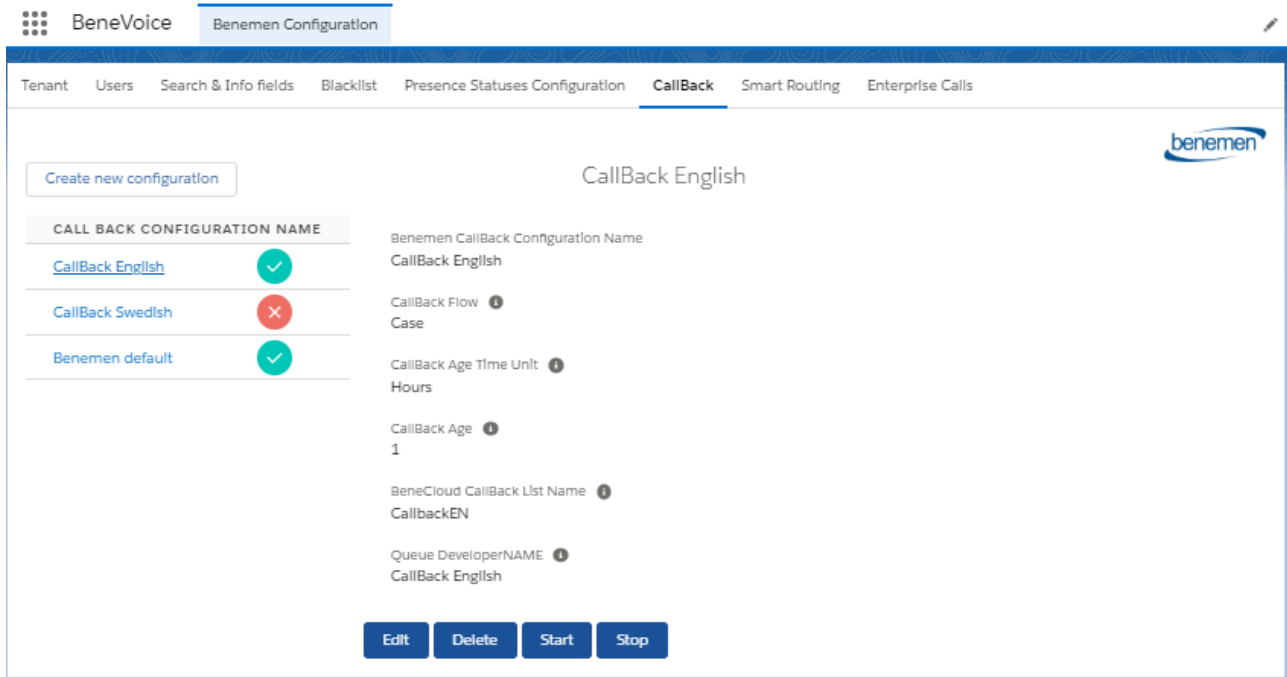 BeneVoice Benemen Configuration
Tenant Users Search & Info fields Blacklist Presence Statuses Configuration CallBack Smart Routing Enterprise Calls
benemen
Create new configuration
CallBack English
CALL BACK CONFIGURATION NAME
CallBack English
CallBack Swedish
Benemen default
Benemen CallBack Configuration Name
CallBack English
CallBack Flow
Case
CallBack Age Time Unit
Hours
CallBack Age
1
BeneCloud CallBack List Name
CallbackEN
Queue DeveloperNAME
CallBack English
Edit Delete Start Stop